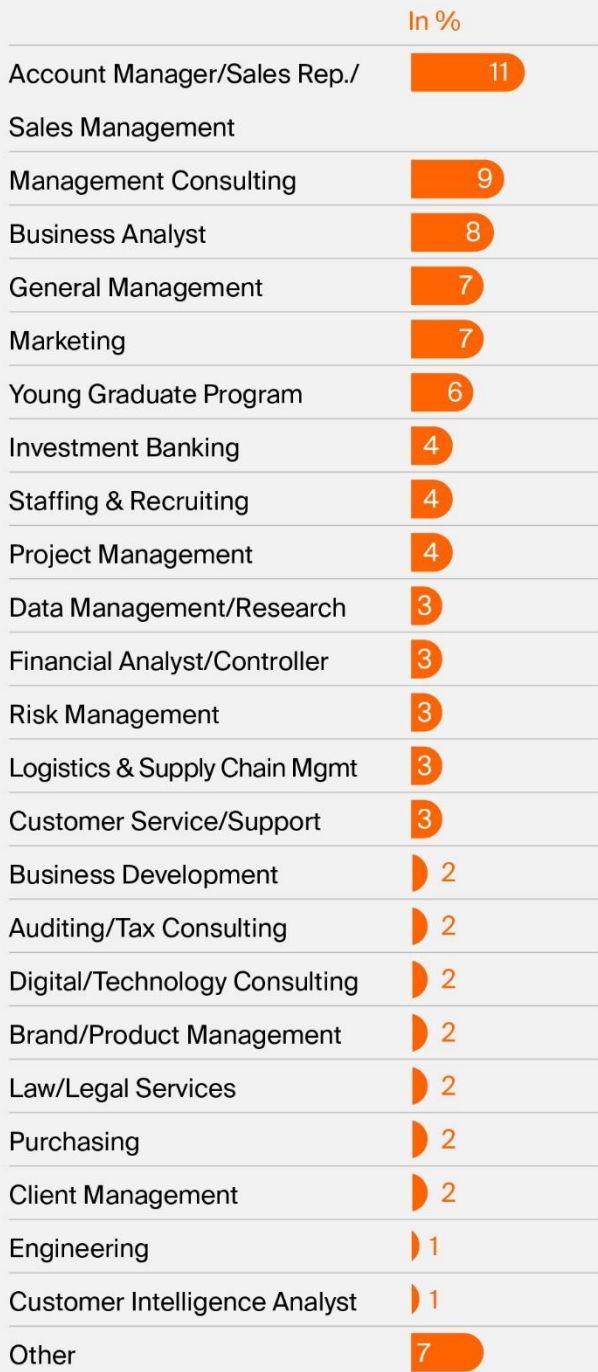 In %
Account Manager/Sales Rep./ 11
Sales Management
Management Consulting 9
Business Analyst 8
General Management 7
Marketing 7
Young Graduate Program 6
Investment Banking 4
Staffing & Recruiting 4
Project Management 4
Data Management/Research 3
Financial Analyst/Controller 3
Risk Management 3
Logistics & Supply Chain Mgmt 3
Customer Service/Support 3
Business Development 2
Auditing/Tax Consulting 2
Digital/Technology Consulting 2
Brand/Product Management 2
Law/Legal Services 2
Purchasing 2
Client Management 2
Engineering 1
Customer Intelligence Analyst 1
Other 7